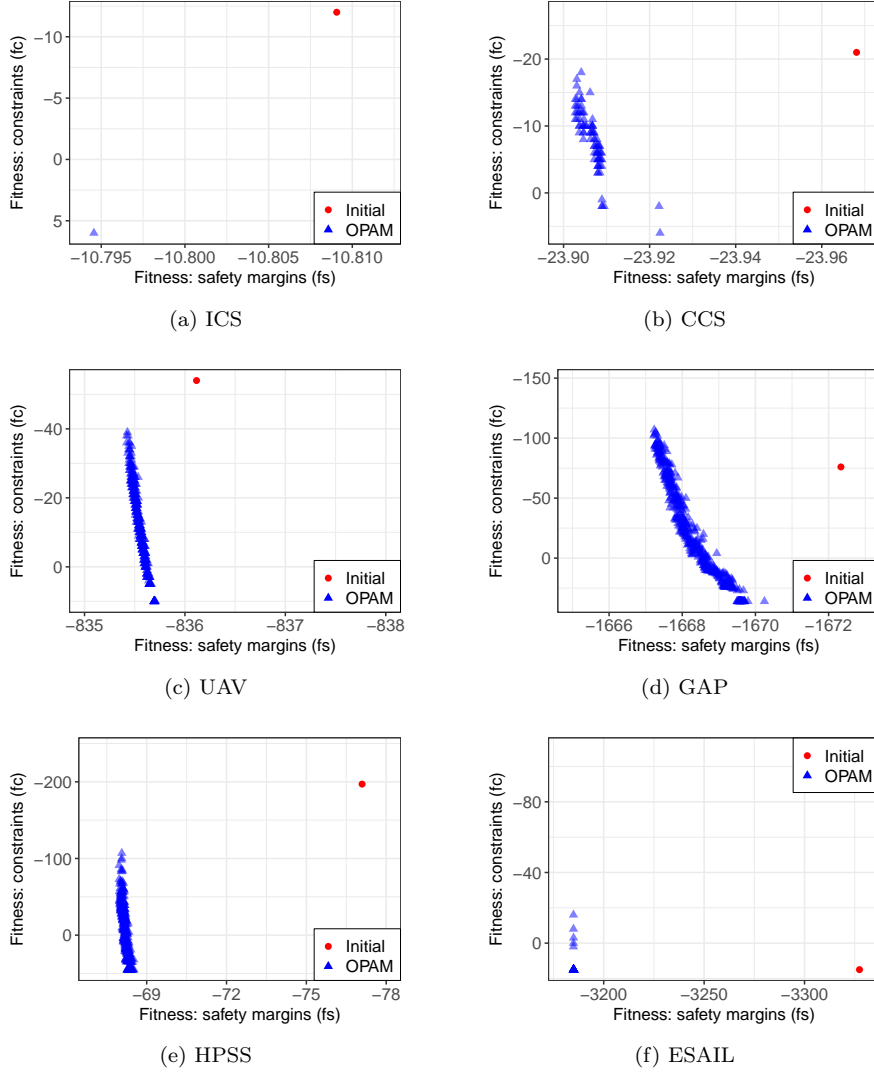 Fitness: constraints (fc)
−10
−5
0
5
Initial
OPAM
−10.795
−10.800
−10.805
−10.810
Fitness: safety margins (fs)
(a) ICS
Fitness: constraints (fc)
−20
−10
0
Initial
OPAM
−23.90
−23.92
−23.94
−23.96
Fitness: safety margins (fs)
(b) CCS
Fitness: constraints (fc)
−40
−20
0
Initial
OPAM
−835
−836
−837
−838
Fitness: safety margins (fs)
(c) UAV
Fitness: constraints (fc)
−150
−100
−50
0
Initial
OPAM
−1666
−1668
−1670
−1672
Fitness: safety margins (fs)
(d) GAP
Fitness: constraints (fc)
−200
−100
0
Initial
OPAM
−69
−72
−75
−78
Fitness: safety margins (fs)
(e) HPSS
Fitness: constraints (fc)
−80
−40
0
Initial
OPAM
−3200
−3250
−3300
Fitness: safety margins (fs)
(f) ESAIL